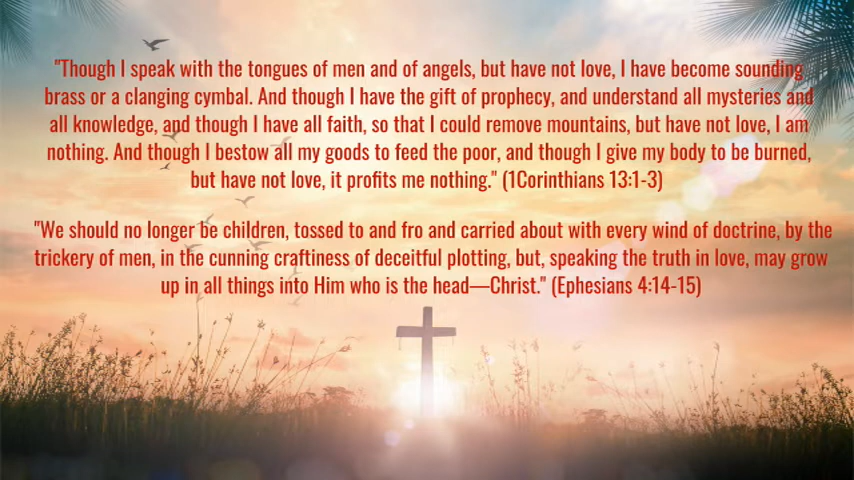 "Though I speak with the tongues of men and of angels, but have not love, I have become sounding
brass or a clanging cymbal. And though I have the gift of prophecy, and understand all mysteries and
all knowledge, and though I have all faith, so that I could remove mountains, but have not love, I am
nothing. And though I bestow all my goods to feed the poor, and though I give my body to be burned,
but have not love, it profits me nothing." (1Corinthians 13:1-3)
"We should no longer be children, tossed to and fro and carried about with every wind of doctrine, by the
trickery of men, in the cunning craftiness of deceitful plotting, but, speaking the truth in love, may grow
up in all things into Him who is the head—Christ." (Ephesians 4:14-15)